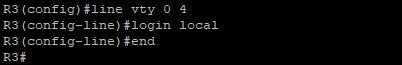 R3(config)#line vty 0 4
R3(config-line)#login local
R3(config-line)#end
R3#